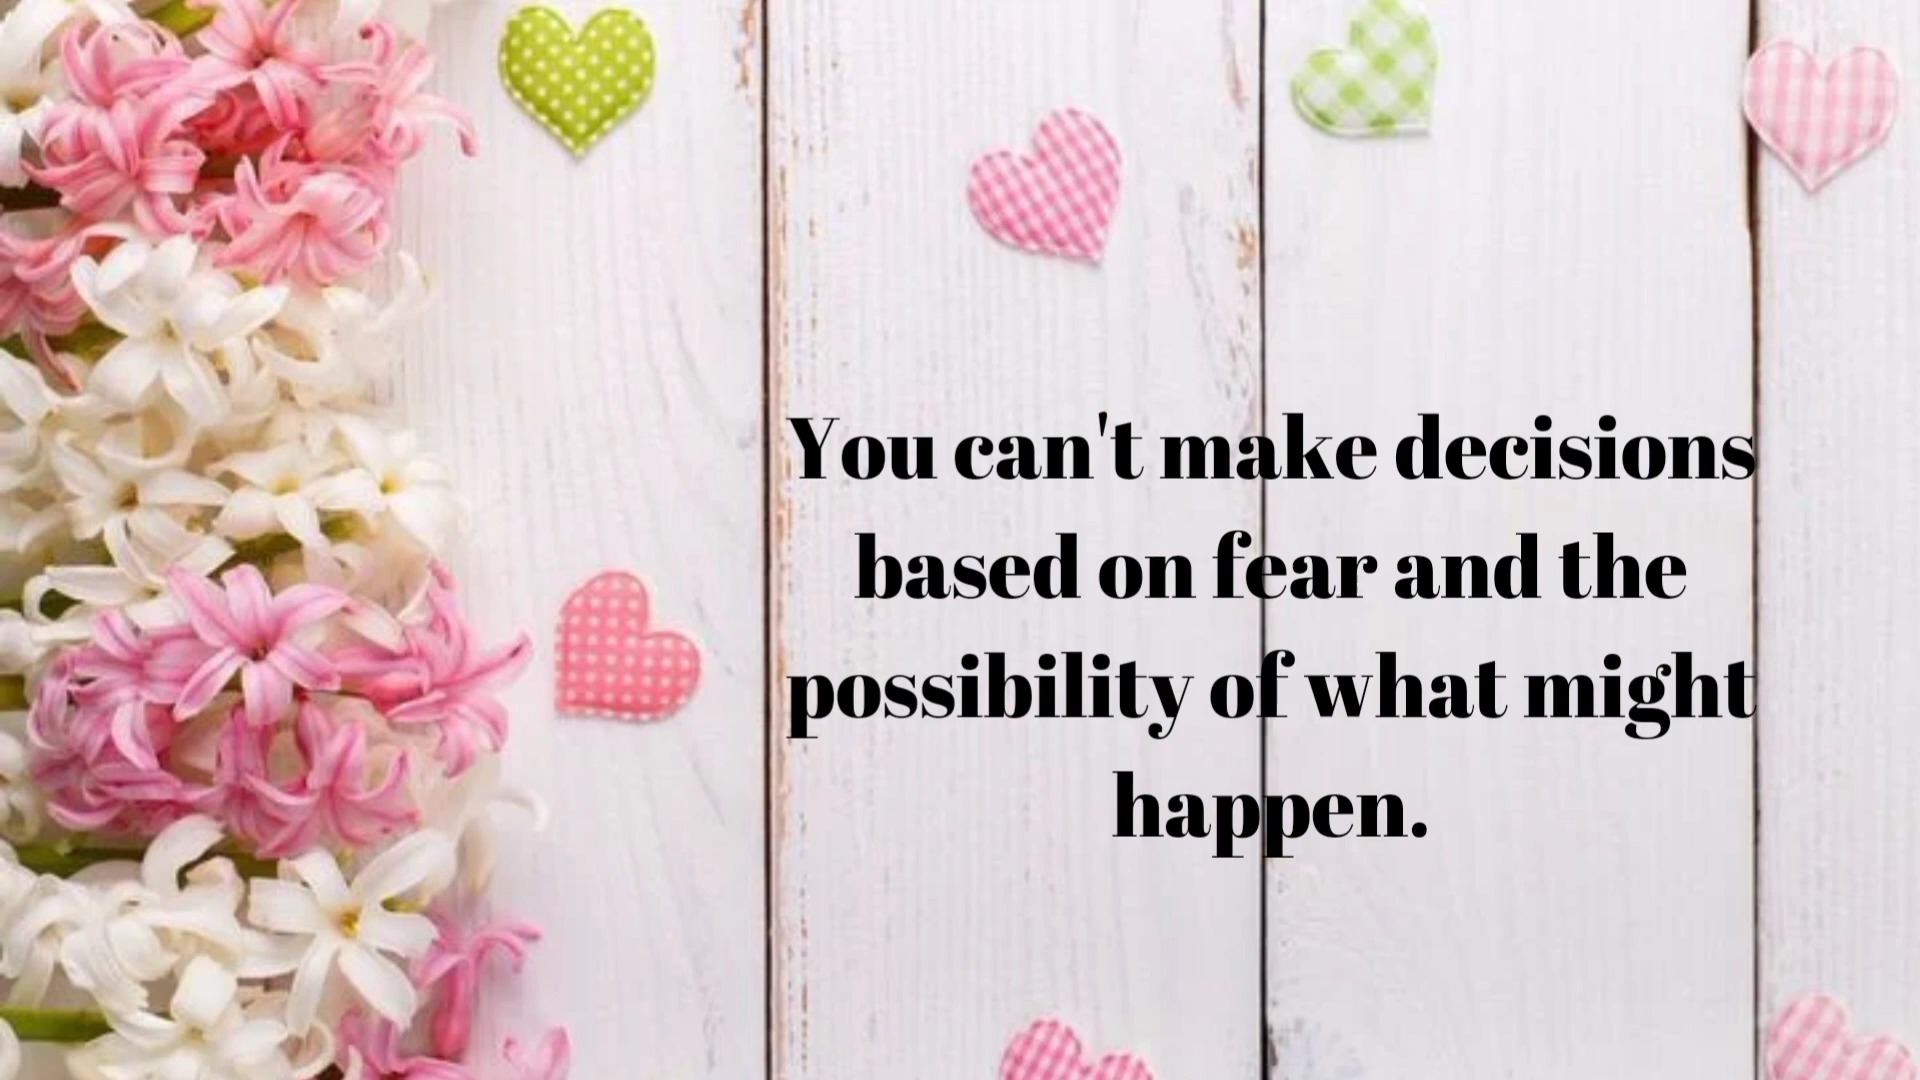 You can't make decisions
based on fear and the
possibility of what might
happen.